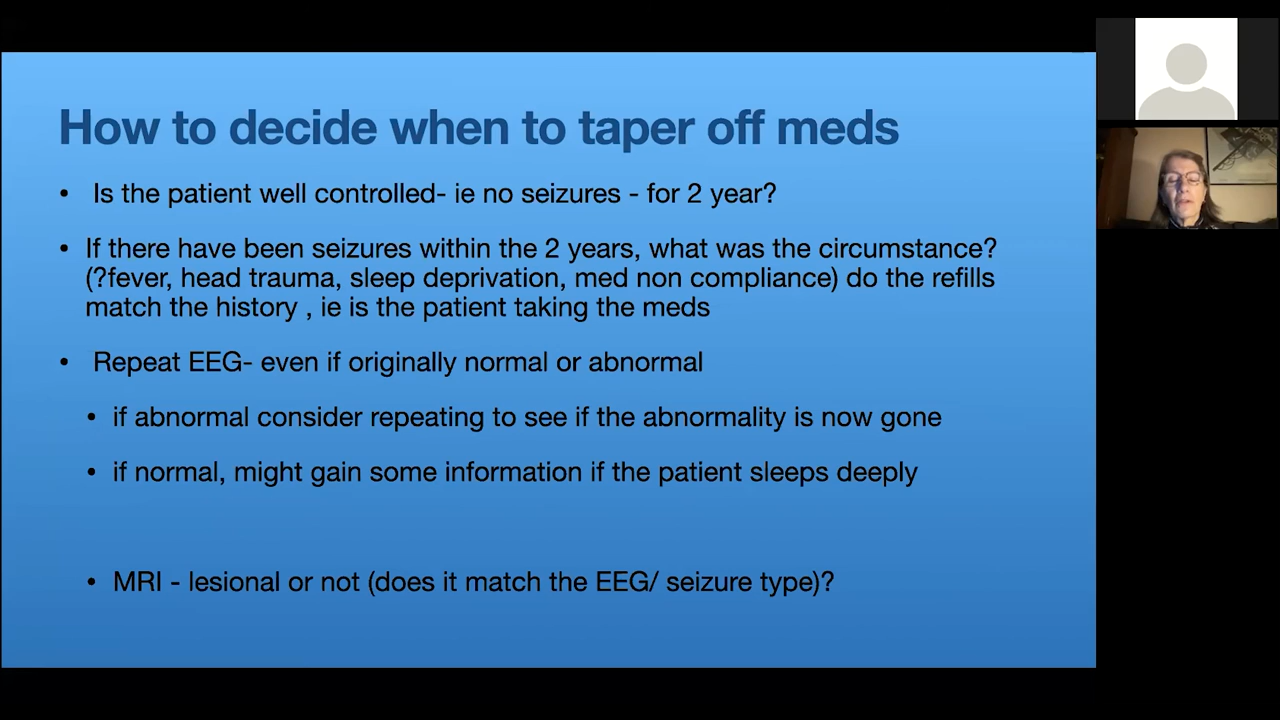 How to decide when to taper off meds
• Is the patient well controlled- ie no seizures - for 2 year?
• If there have been seizures within the 2 years, what was the circumstance?
(?fever, head trauma, sleep deprivation, med non compliance) do the refills
match the history , ie is the patient taking the meds
• Repeat EEG- even if originally normal or abnormal
• if abnormal consider repeating to see if the abnormality is now gone
• if normal, might gain some information if the patient sleeps deeply
• MRI - lesional or not (does it match the EEG/ seizure type)?